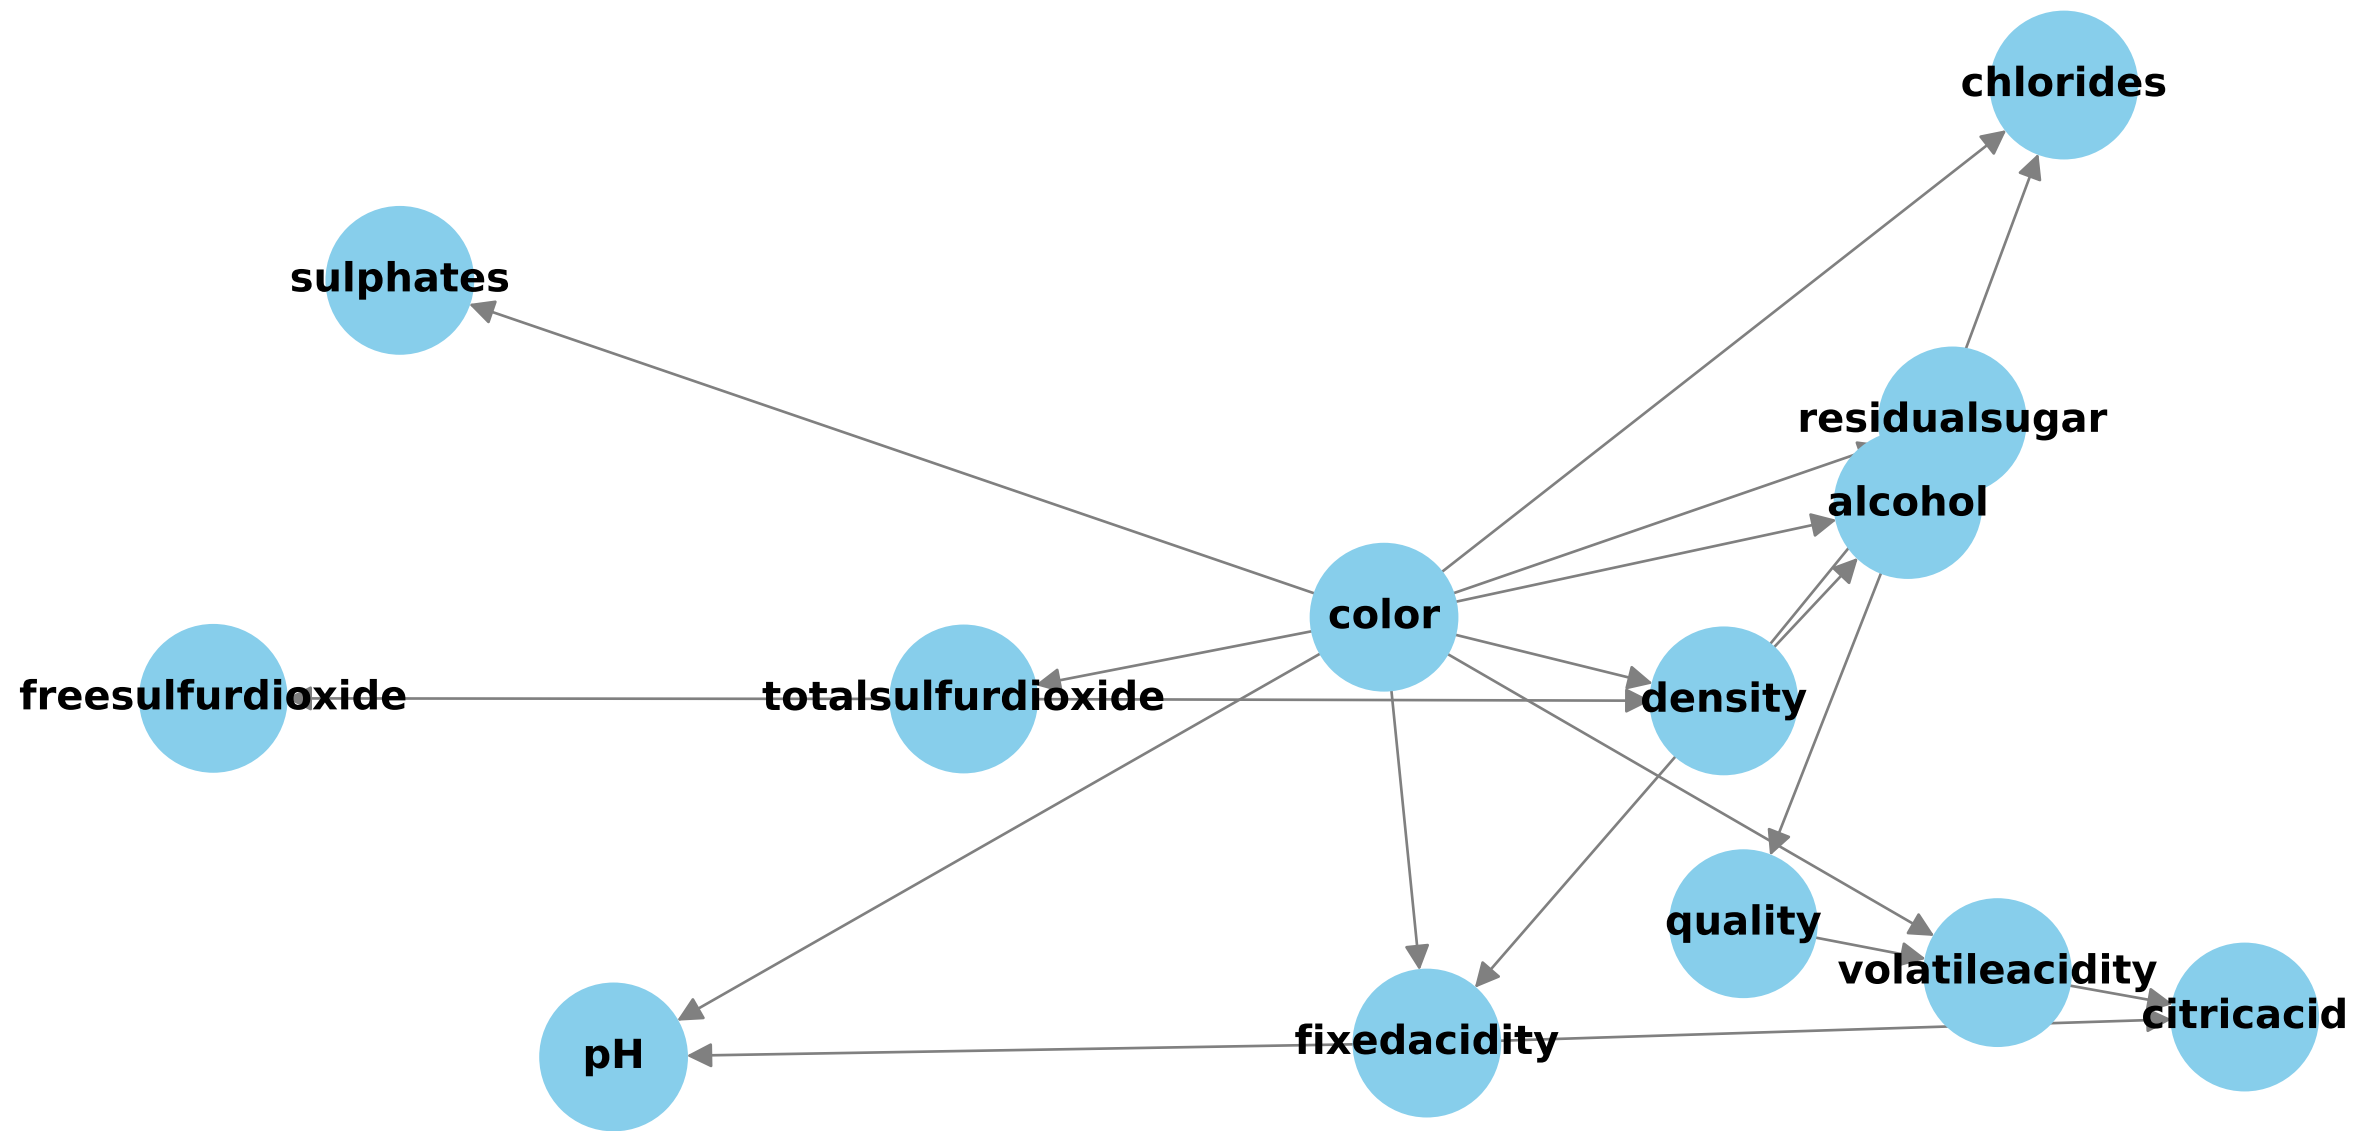 chlorides
sulphates
residualsugar
alcohol
color
freesulfurdioxide
totalsulfurdioxide
density
quality
volatileacidity
citricacid
fixedacidity
pH